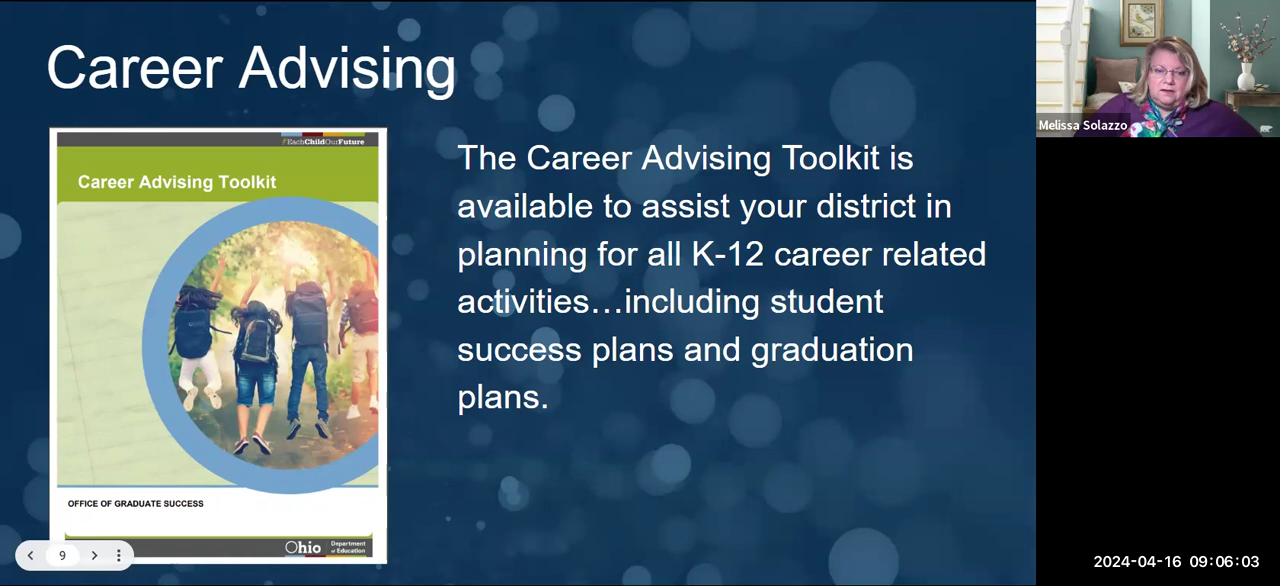 Career Advising
#EachChildOurFuture
Career Advising Toolkit
OFFICE OF GRADUATE SUCCESS
Ohio
Department
of Education
The Career Advising Toolkit is
available to assist your district in
planning for all K-12 career related
activities…including student
success plans and graduation
plans.
9
Melissa Solazzo
2024-04-16 09:06:03